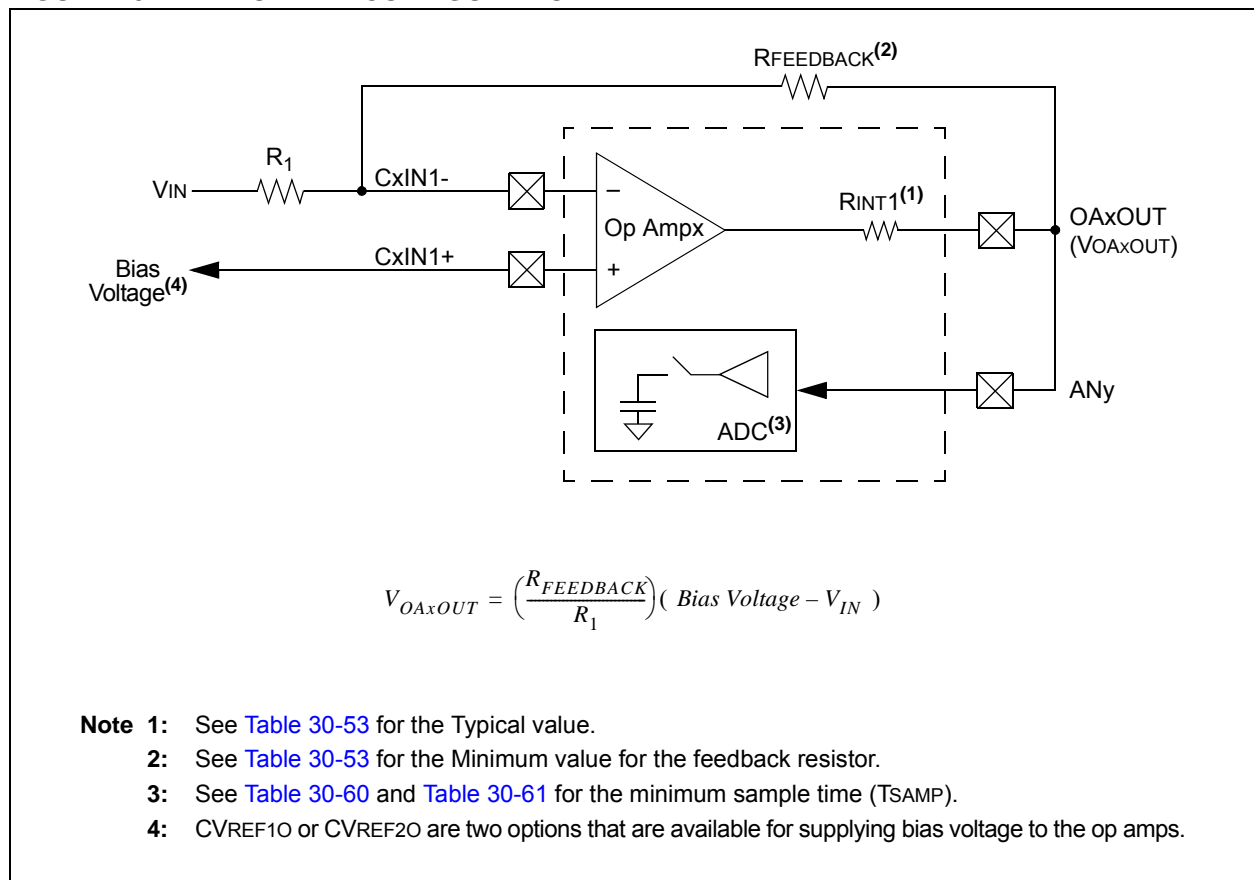 RFEEDBACK(2)
R1
VIN
CxIN1-
–
Op Ampx
RINT1(1)
OAxOUT
(VOAxOUT)
Bias
Voltage(4)
CxIN1+
+
ADC(3)
ANy
VOAxOUT = (RFEEDBACK / R1) ( Bias Voltage – VIN )
Note 1: See Table 30-53 for the Typical value.
2: See Table 30-53 for the Minimum value for the feedback resistor.
3: See Table 30-60 and Table 30-61 for the minimum sample time (TSAMP).
4: CVREF1O or CVREF2O are two options that are available for supplying bias voltage to the op amps.